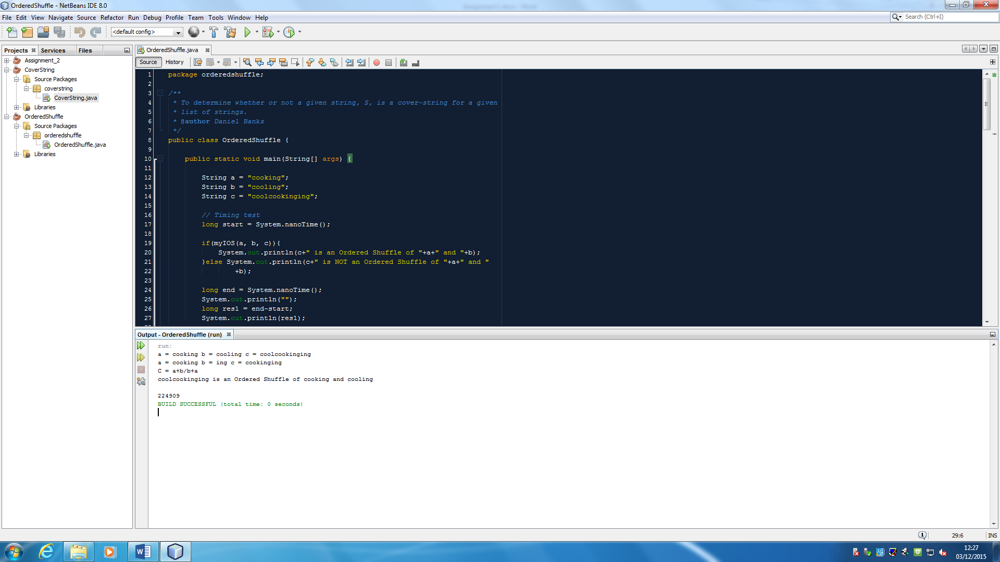 OrderedShuffle - NetBeans IDE 8.0
File Edit View Navigate Source Refactor Run Debug Profile Team Tools Window Help
Search (Ctrl+I)
<default config>
Projects Services Files
Assignment_2
CoverString
Source Packages
coverstring
CoverString.java
Libraries
OrderedShuffle
Source Packages
orderedshuffle
OrderedShuffle.java
Libraries
OrderedShuffle.java
Source History
1 package orderedshuffle;
2
3 /**
4 * To determine whether or not a given string, S, is a cover-string for a given
5 * list of strings.
6 * @author Daniel Banks
7 */
8 public class OrderedShuffle {
9
10 public static void main(String[] args) {
11
12 String a = "cooking";
13 String b = "cooling";
14 String c = "coolcookinging";
15
16 // Timing test
17 long start = System.nanoTime();
18
19 if(myIOS(a, b, c)){
20 System.out.println(c+" is an Ordered Shuffle of "+a+" and "+b);
21 }else System.out.println(c+" is NOT an Ordered Shuffle of "+a+" and "
22 +b);
23
24 long end = System.nanoTime();
25 System.out.println("");
26 long res1 = end-start;
27 System.out.println(res1);
Output - OrderedShuffle (run)
run:
a = cooking b = cooling c = coolcookinging
a = cooking b = ing c = cookinging
C = a+b/b+a
coolcookinging is an Ordered Shuffle of cooking and cooling
224909
BUILD SUCCESSFUL (total time: 0 seconds)
1
29:6
INS
12:27
03/12/2015